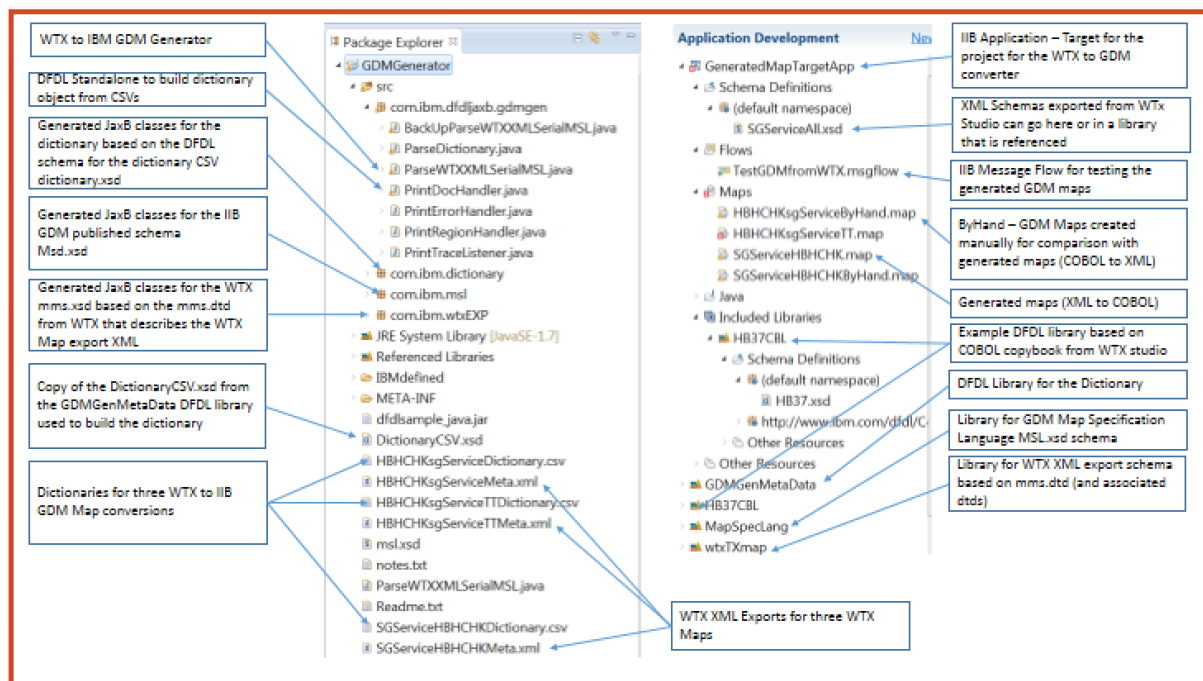 WTX to IBM GDM Generator
DFDL Standalone to build dictionary
object from CSVs
Generated JaxB classes for the
dictionary based on the DFDL
schema for the dictionary CSV
dictionary.xsd
Generated JaxB classes for the IIB
GDM published schema
Msd.xsd
Generated JaxB classes for the WTX
mms.xsd based on the mms.dtd
from WTX that describes the WTX
Map export XML
Copy of the DictionaryCSV.xsd from
the GDMGenMetaData DFDL library
used to build the dictionary
Dictionaries for three WTX to IIB
GDM Map conversions
Package Explorer
GDMGenerator
src
com.ibm.dfdljaxb.gdmgen
BackUpParseWTXXMLSerialMSL.java
ParseDictionary.java
ParseWTXXMLSerialMSL.java
PrintDocHandler.java
PrintErrorHandler.java
PrintRegionHandler.java
PrintTraceListener.java
com.ibm.dictionary
com.ibm.msl
com.ibm.wtxEXP
JRE System Library [JavaSE-1.7]
Referenced Libraries
IBMdefined
META-INF
dfdlsample_java.jar
DictionaryCSV.xsd
HBHCHKsgServiceDictionary.csv
HBHCHKsgServiceMeta.xml
HBHCHKsgServiceTTDictionary.csv
HBHCHKsgServiceTTMeta.xml
msl.xsd
notes.txt
ParseWTXXMLSerialMSL.java
Readme.txt
SGServiceHBHCHKDictionary.csv
SGServiceHBHCHKMeta.xml
Application Development
New
GeneratedMapTargetApp
Schema Definitions
(default namespace)
SGServiceAll.xsd
Flows
TestGDMfromWTX.msgflow
Maps
HBHCHKsgServiceByHand.map
HBHCHKsgServiceTT.map
SGServiceHBHCHK.map
SGServiceHBHCHKByHand.map
Java
Included Libraries
HB37CBL
Schema Definitions
(default namespace)
HB37.xsd
http://www.ibm.com/dfdl/C
Other Resources
Other Resources
GDMGenMetaData
HB37CBL
MapSpecLang
wtxTXmap
IIB Application – Target for the
project for the WTX to GDM
converter
XML Schemas exported from WTx
Studio can go here or in a library
that is referenced
IIB Message Flow for testing the
generated GDM maps
ByHand – GDM Maps created
manually for comparison with
generated maps (COBOL to XML)
Generated maps (XML to COBOL)
Example DFDL library based on
COBOL copybook from WTX studio
DFDL Library for the Dictionary
Library for GDM Map Specification
Language MSL.xsd schema
Library for WTX XML export schema
based on mms.dtd (and associated
dtds)
WTX XML Exports for three WTX
Maps